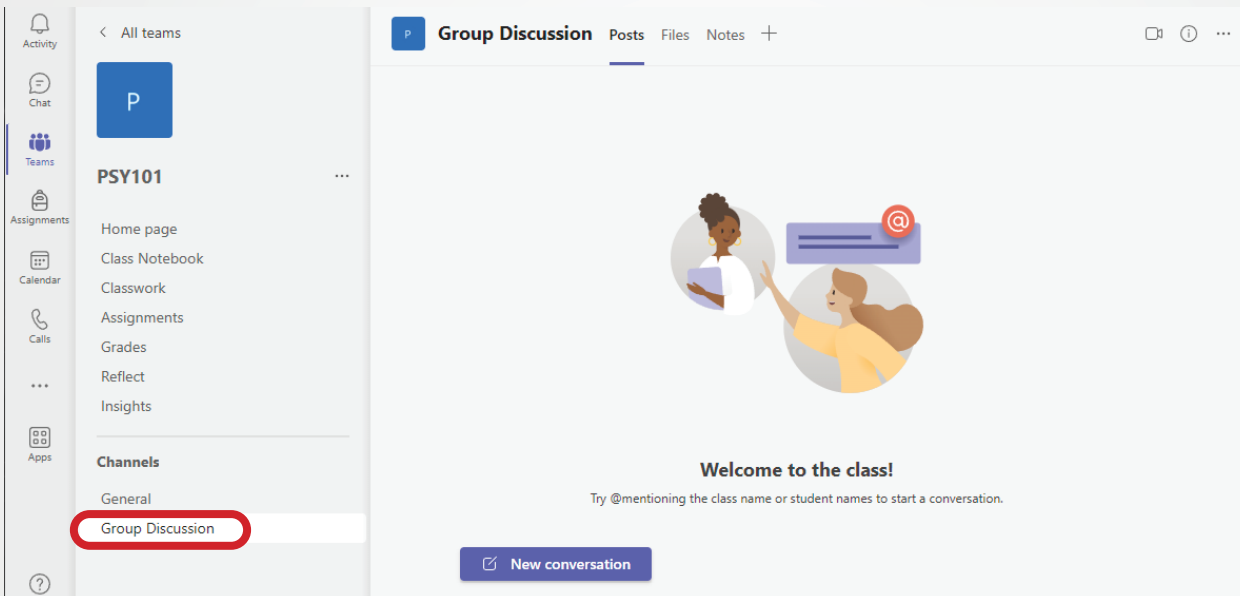 Activity
Chat
Teams
Assignments
Calendar
Calls
Apps
All teams
P
PSY101
Home page
Class Notebook
Classwork
Assignments
Grades
Reflect
Insights
Channels
General
Group Discussion
P Group Discussion Posts Files Notes
@
Welcome to the class!
Try @mentioning the class name or student names to start a conversation.
New conversation